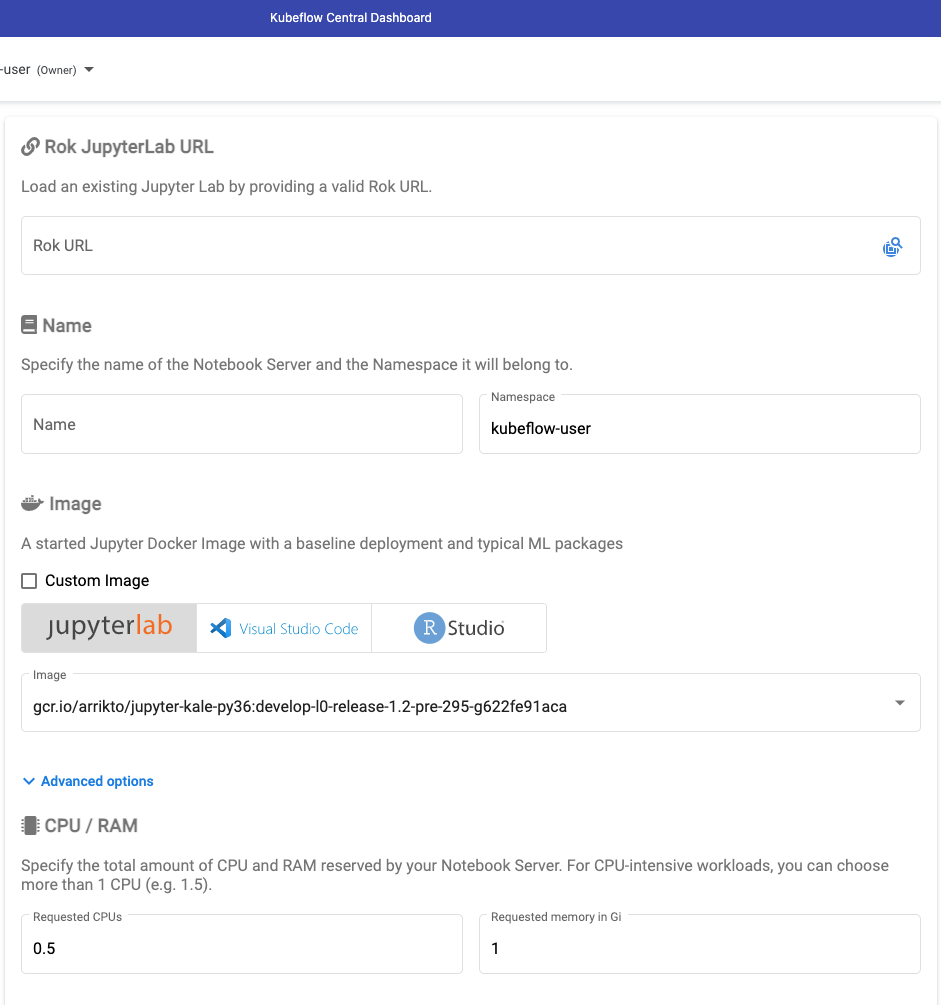 Kubeflow Central Dashboard
-user (Owner)
Rok JupyterLab URL
Load an existing Jupyter Lab by providing a valid Rok URL.
Rok URL
Name
Specify the name of the Notebook Server and the Namespace it will belong to.
Name
Namespace
kubeflow-user
Image
A started Jupyter Docker Image with a baseline deployment and typical ML packages
Custom Image
jupyterlab Visual Studio Code R Studio
Image
gcr.io/arrikto/jupyter-kale-py36:develop-l0-release-1.2-pre-295-g622fe91aca
Advanced options
CPU / RAM
Specify the total amount of CPU and RAM reserved by your Notebook Server. For CPU-intensive workloads, you can choose
more than 1 CPU (e.g. 1.5).
Requested CPUs
0.5
Requested memory in Gi
1